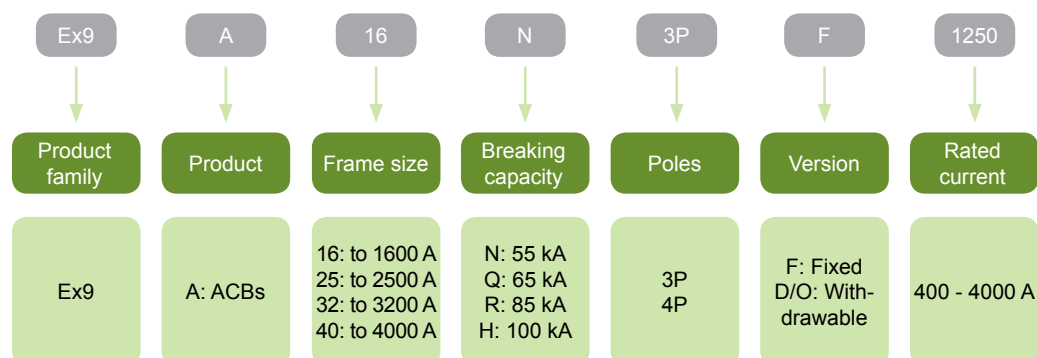 Ex9
A
16
N
3P
F
1250
Product
family
Product
Frame size
Breaking
capacity
Poles
Version
Rated
current
Ex9
A: ACBs
16: to 1600 A
25: to 2500 A
32: to 3200 A
40: to 4000 A
N: 55 kA
Q: 65 kA
R: 85 kA
H: 100 kA
3P
4P
F: Fixed
D/O: With-
drawable
400 - 4000 A